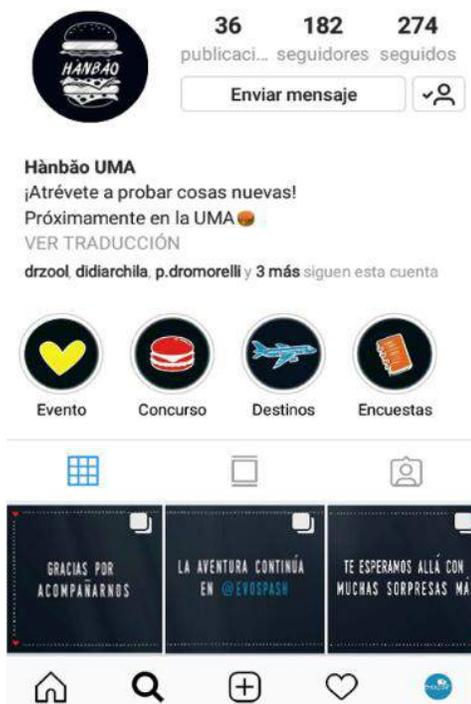 36 182 274
publicaci... seguidores seguidos
HÀNBĂO
Enviar mensaje
Hànbăo UMA
¡Atrévete a probar cosas nuevas!
Próximamente en la UMA
VER TRADUCCIÓN
drzool, didiarchila, p.dromorelli y 3 más siguen esta cuenta
Evento Concurso Destinos Encuestas
GRACIAS POR
ACOMPAÑARNOS
LA AVENTURA CONTINÚA
EN @EVOSPASH
TE ESPERAMOS ALLÁ CON
MUCHAS SORPRESAS MÁ